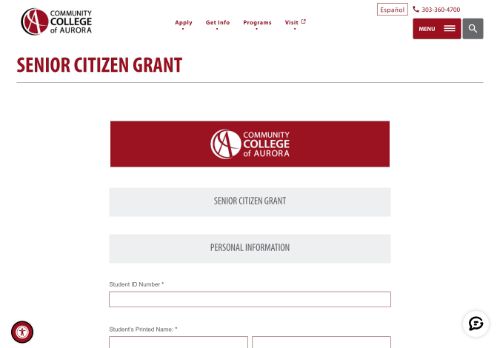 COMMUNITY
COLLEGE
of AURORA
Apply
Get Info
Programs
Visit
Español
303-360-4700
MENU
SENIOR CITIZEN GRANT
COMMUNITY
COLLEGE
of AURORA
SENIOR CITIZEN GRANT
PERSONAL INFORMATION
Student ID Number *
Student's Printed Name: *